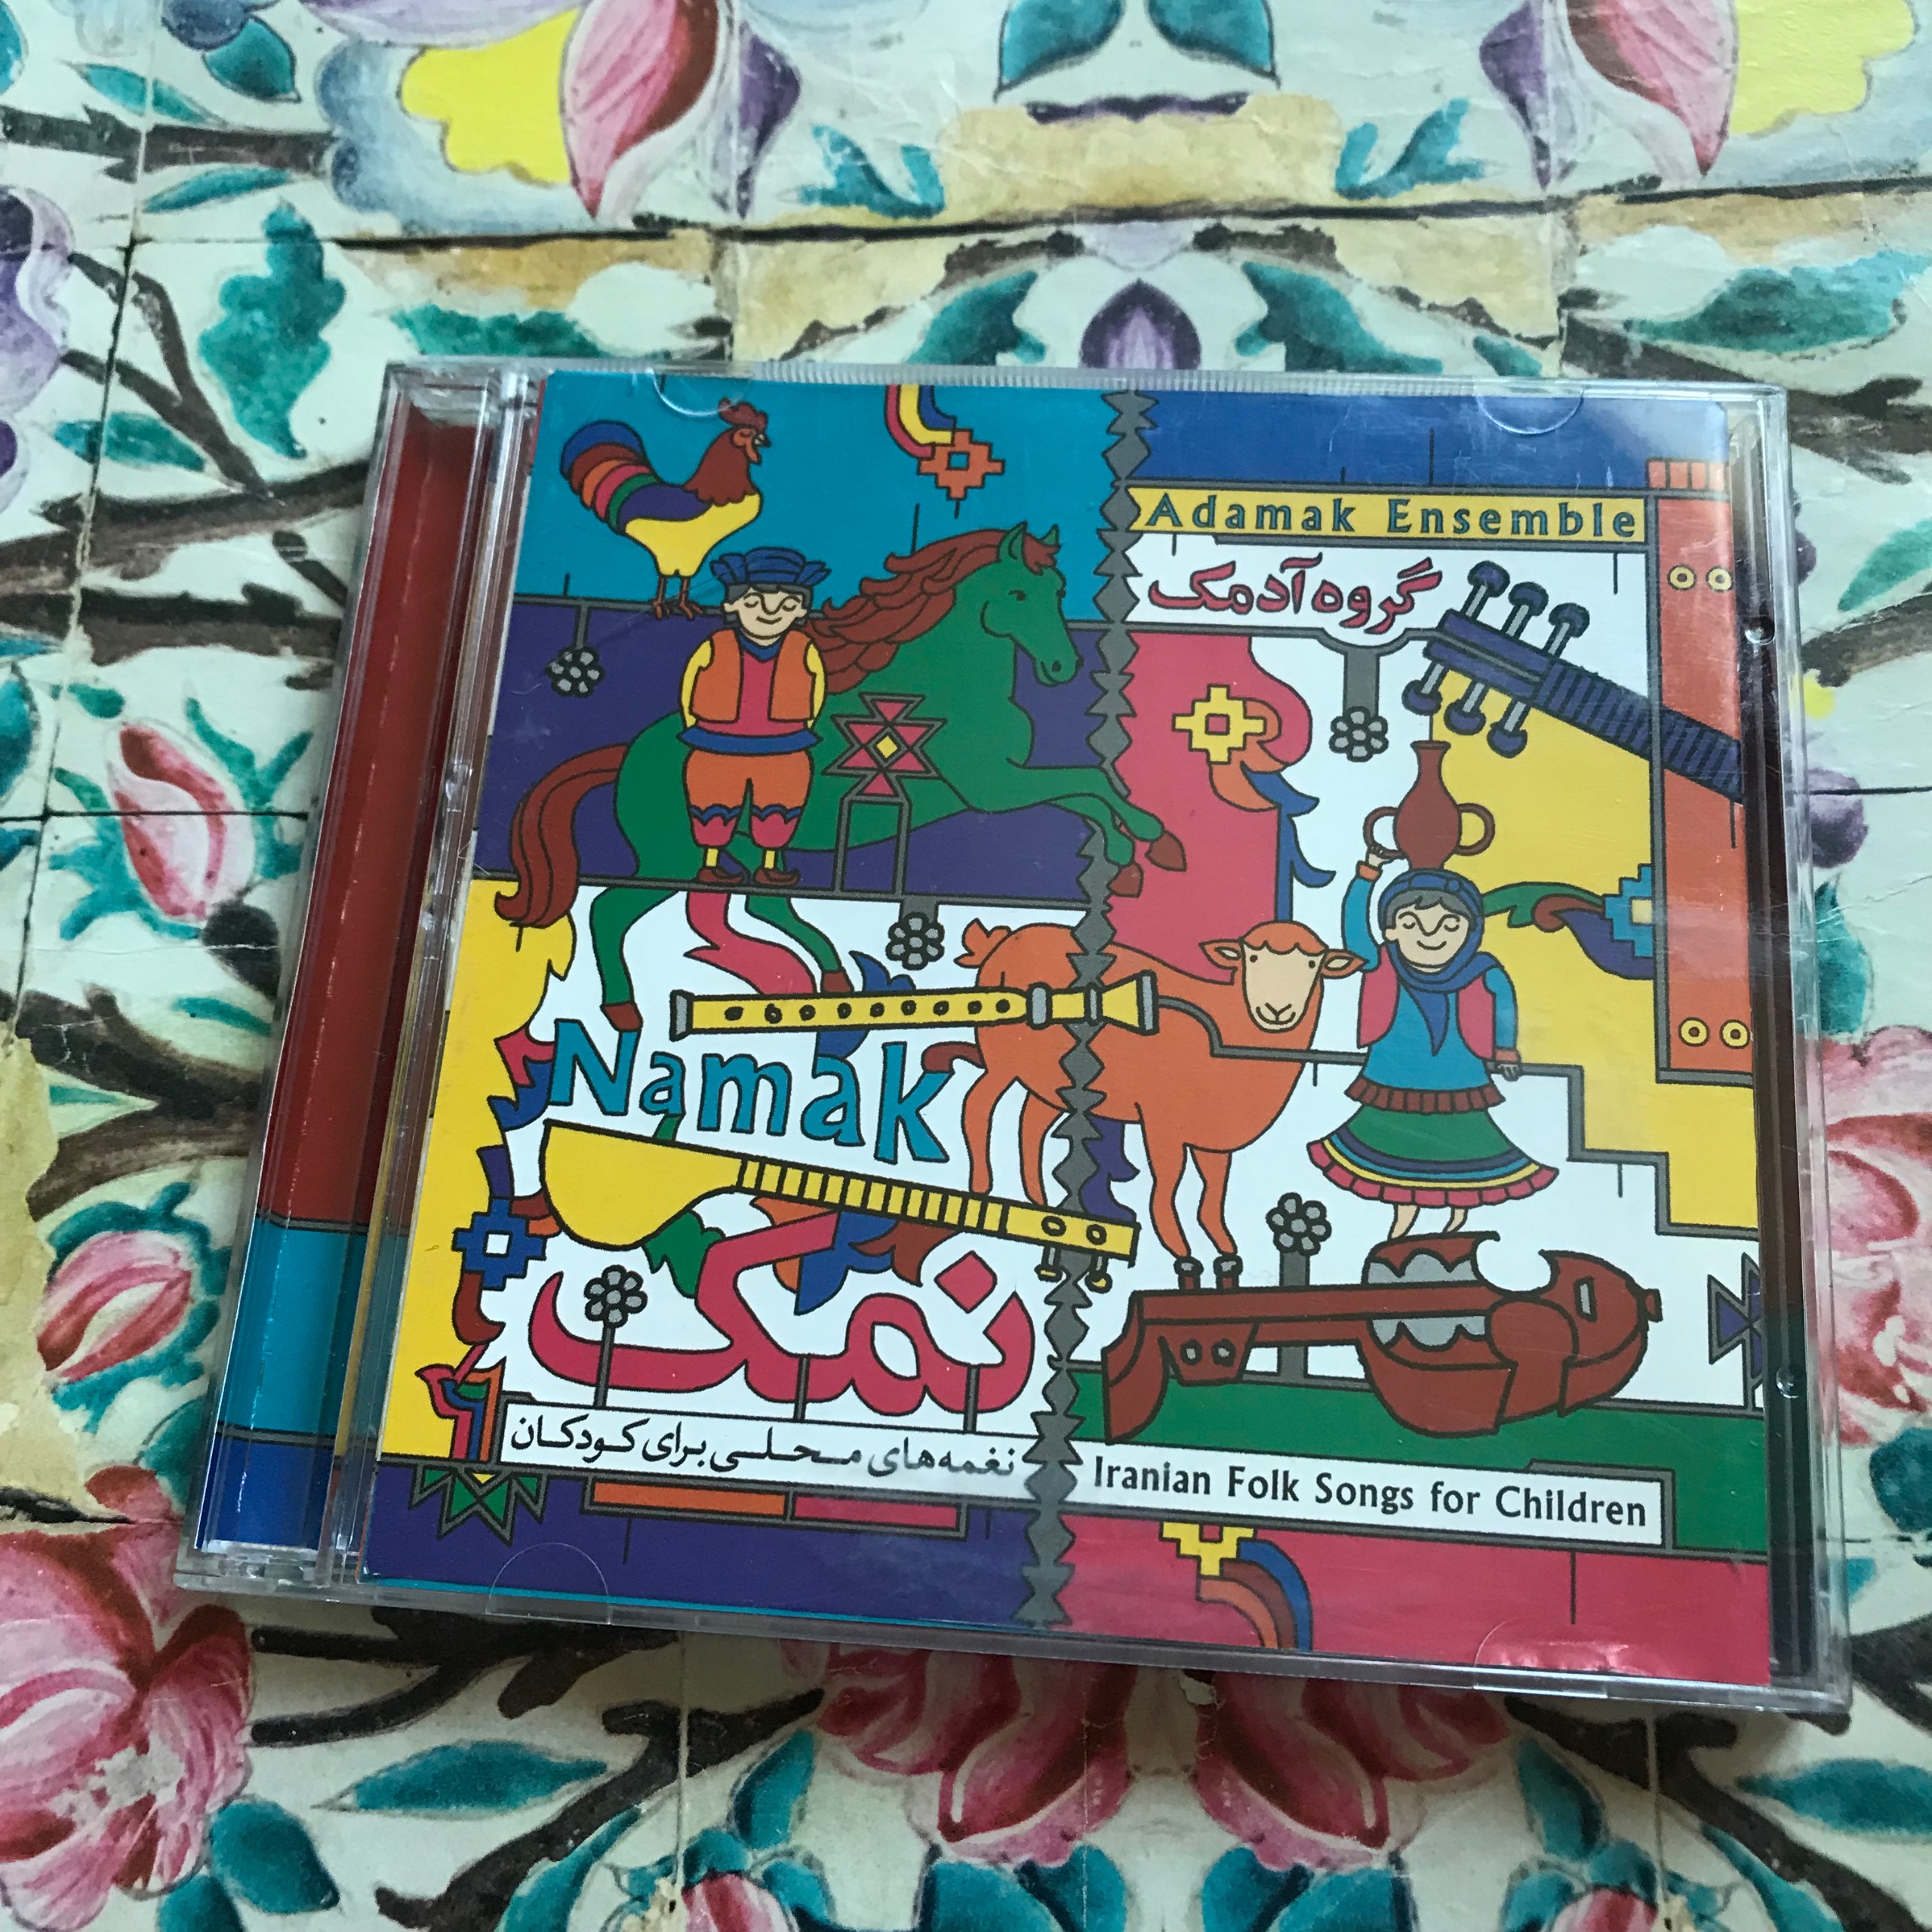 Adamak Ensemble
گروه آدمک
Namak
نمک
نغمه‌های محلی برای کودکان
Iranian Folk Songs for Children